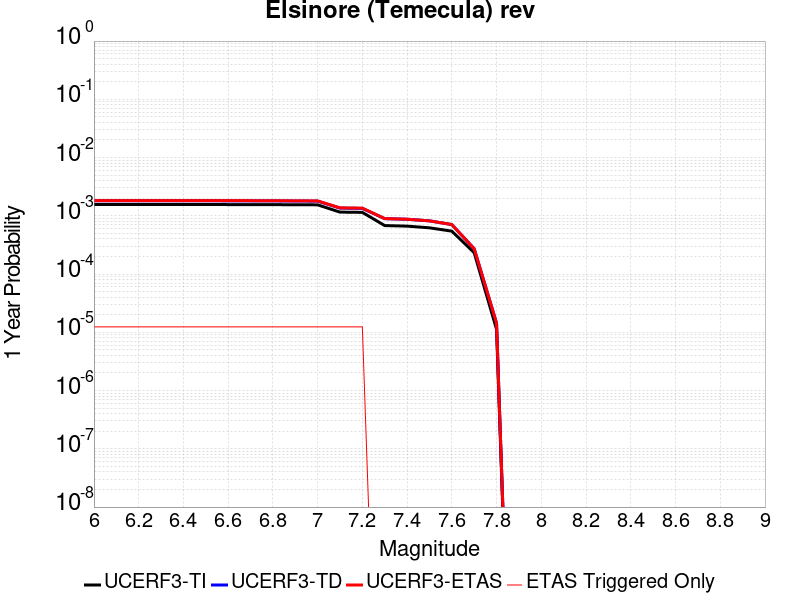 Elsinore (Temecula) rev
10^0
10^-1
10^-2
10^-3
10^-4
10^-5
10^-6
10^-7
10^-8
1 Year Probability
6 6.2 6.4 6.6 6.8 7 7.2 7.4 7.6 7.8 8 8.2 8.4 8.6 8.8 9
Magnitude
UCERF3-TI UCERF3-TD UCERF3-ETAS ETAS Triggered Only